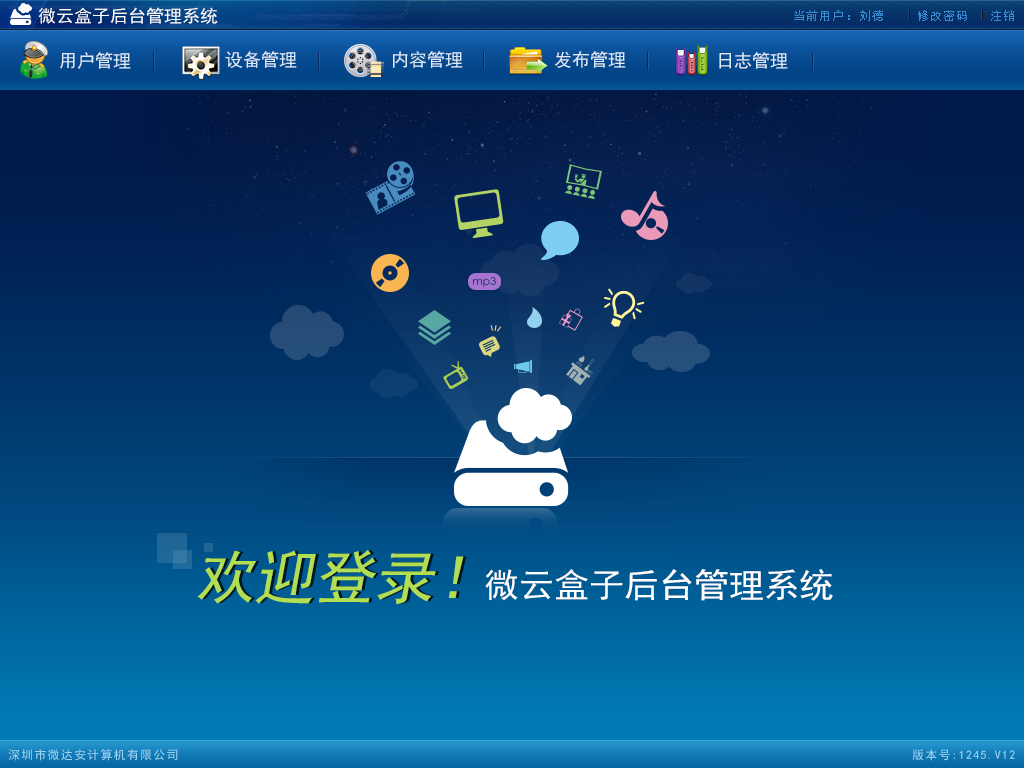 微云盒子后台管理系统
当前用户：刘德 修改密码 注销
用户管理 设备管理 内容管理 发布管理 日志管理
mp3
欢迎登录！微云盒子后台管理系统
深圳市微达安计算机有限公司 版本号:1245.V12